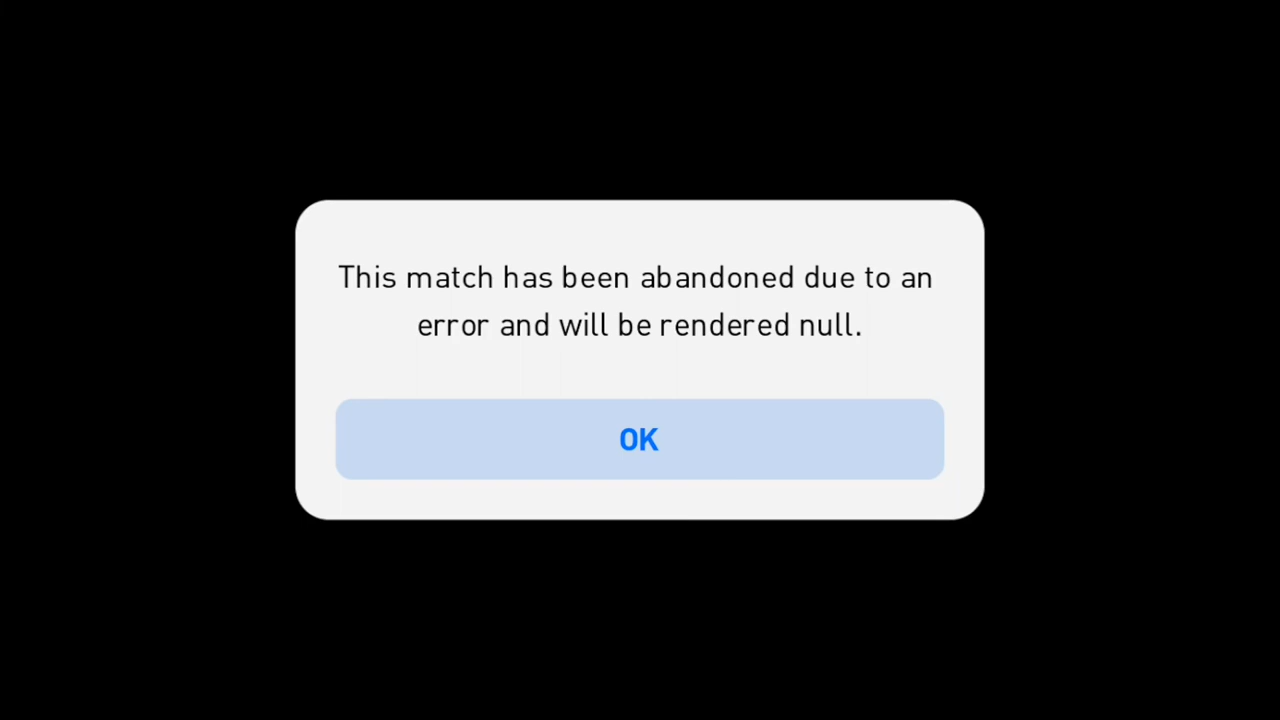 This match has been abandoned due to an
error and will be rendered null.
OK